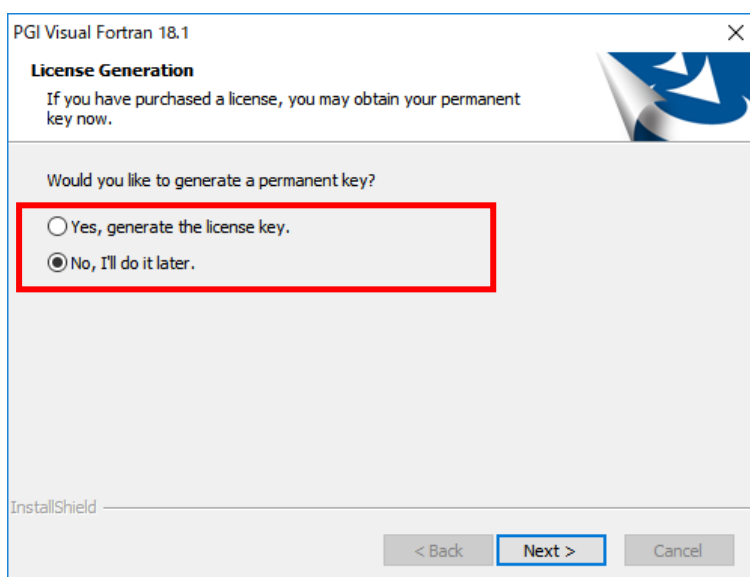 PGI Visual Fortran 18.1
License Generation
If you have purchased a license, you may obtain your permanent
key now.
Would you like to generate a permanent key?
Yes, generate the license key.
No, I'll do it later.
InstallShield
< Back Next > Cancel